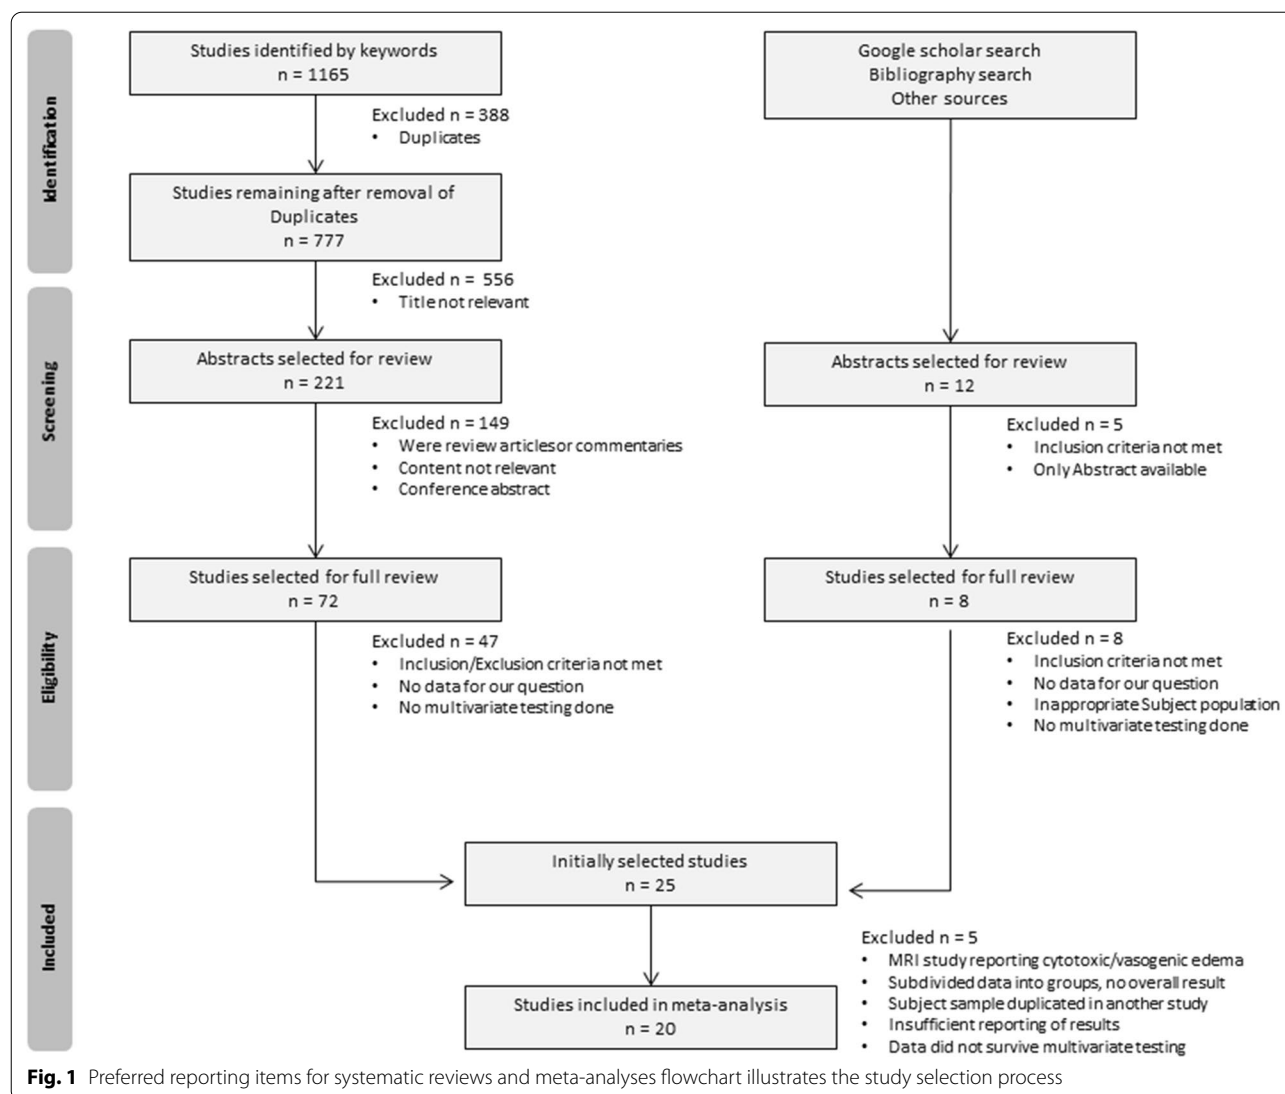 Identification
Studies identified by keywords
n = 1165
Excluded n = 388
• Duplicates
Studies remaining after removal of
Duplicates
n = 777
Excluded n = 556
• Title not relevant
Google scholar search
Bibliography search
Other sources
Screening
Abstracts selected for review
n = 221
Excluded n = 149
• Were review articlesor commentaries
• Content not relevant
• Conference abstract
Abstracts selected for review
n = 12
Excluded n = 5
• Inclusion criteria not met
• Only Abstract available
Eligibility
Studies selected for full review
n = 72
Excluded n = 47
• Inclusion/Exclusion criteria not met
• No data for our question
• No multivariate testing done
Studies selected for full review
n = 8
Excluded n = 8
• Inclusion criteria not met
• No data for our question
• Inappropriate Subject population
• No multivariate testing done
Included
Initially selected studies
n = 25
Excluded n = 5
• MRI study reporting cytotoxic/vasogenic edema
• Subdivided data into groups, no overall result
• Subject sample duplicated in another study
• Insufficient reporting of results
• Data did not survive multivariate testing
Studies included in meta-analysis
n = 20
Fig. 1 Preferred reporting items for systematic reviews and meta-analyses flowchart illustrates the study selection process